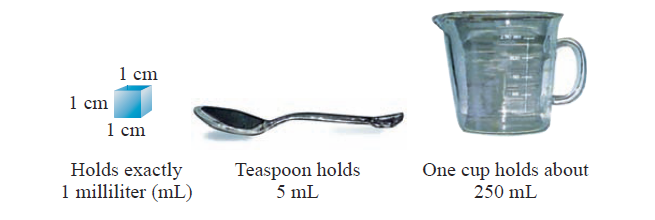 1 cm
1 cm
1 cm
Holds exactly
1 milliliter (mL)
Teaspoon holds
5 mL
One cup holds about
250 mL